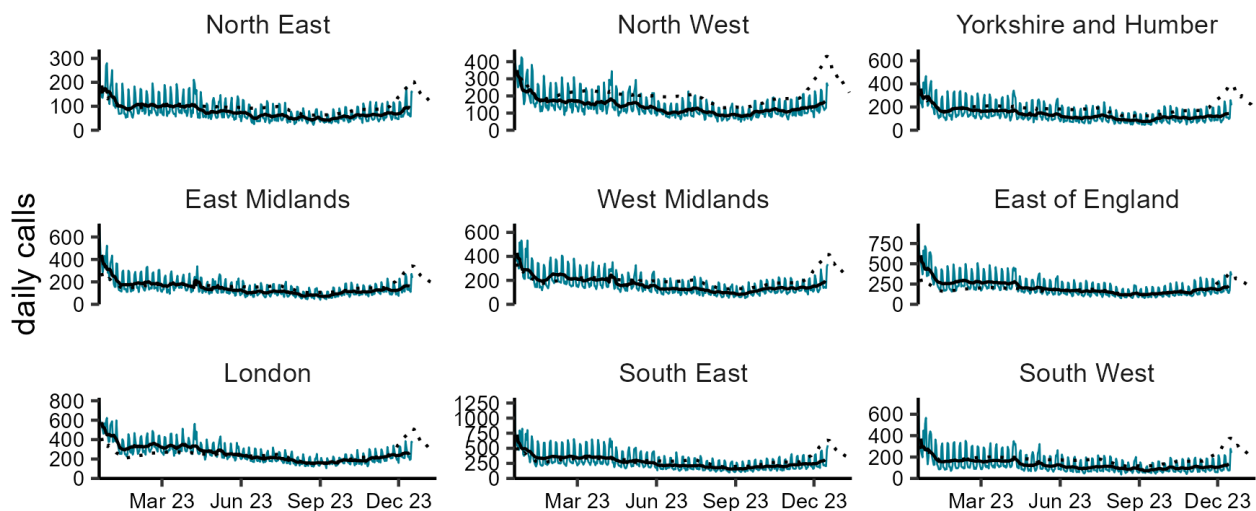 North East North West Yorkshire and Humber
300 400 600
200 300 400
100 200 200
0 100 0
0
East Midlands West Midlands East of England
600 600 750
400 400 500
200 200 250
0 0 0
daily calls
London South East South West
800 1250 600
600 1000 400
400 750 200
200 500 0
0 250
0
Mar 23 Jun 23 Sep 23 Dec 23 Mar 23 Jun 23 Sep 23 Dec 23 Mar 23 Jun 23 Sep 23 Dec 23